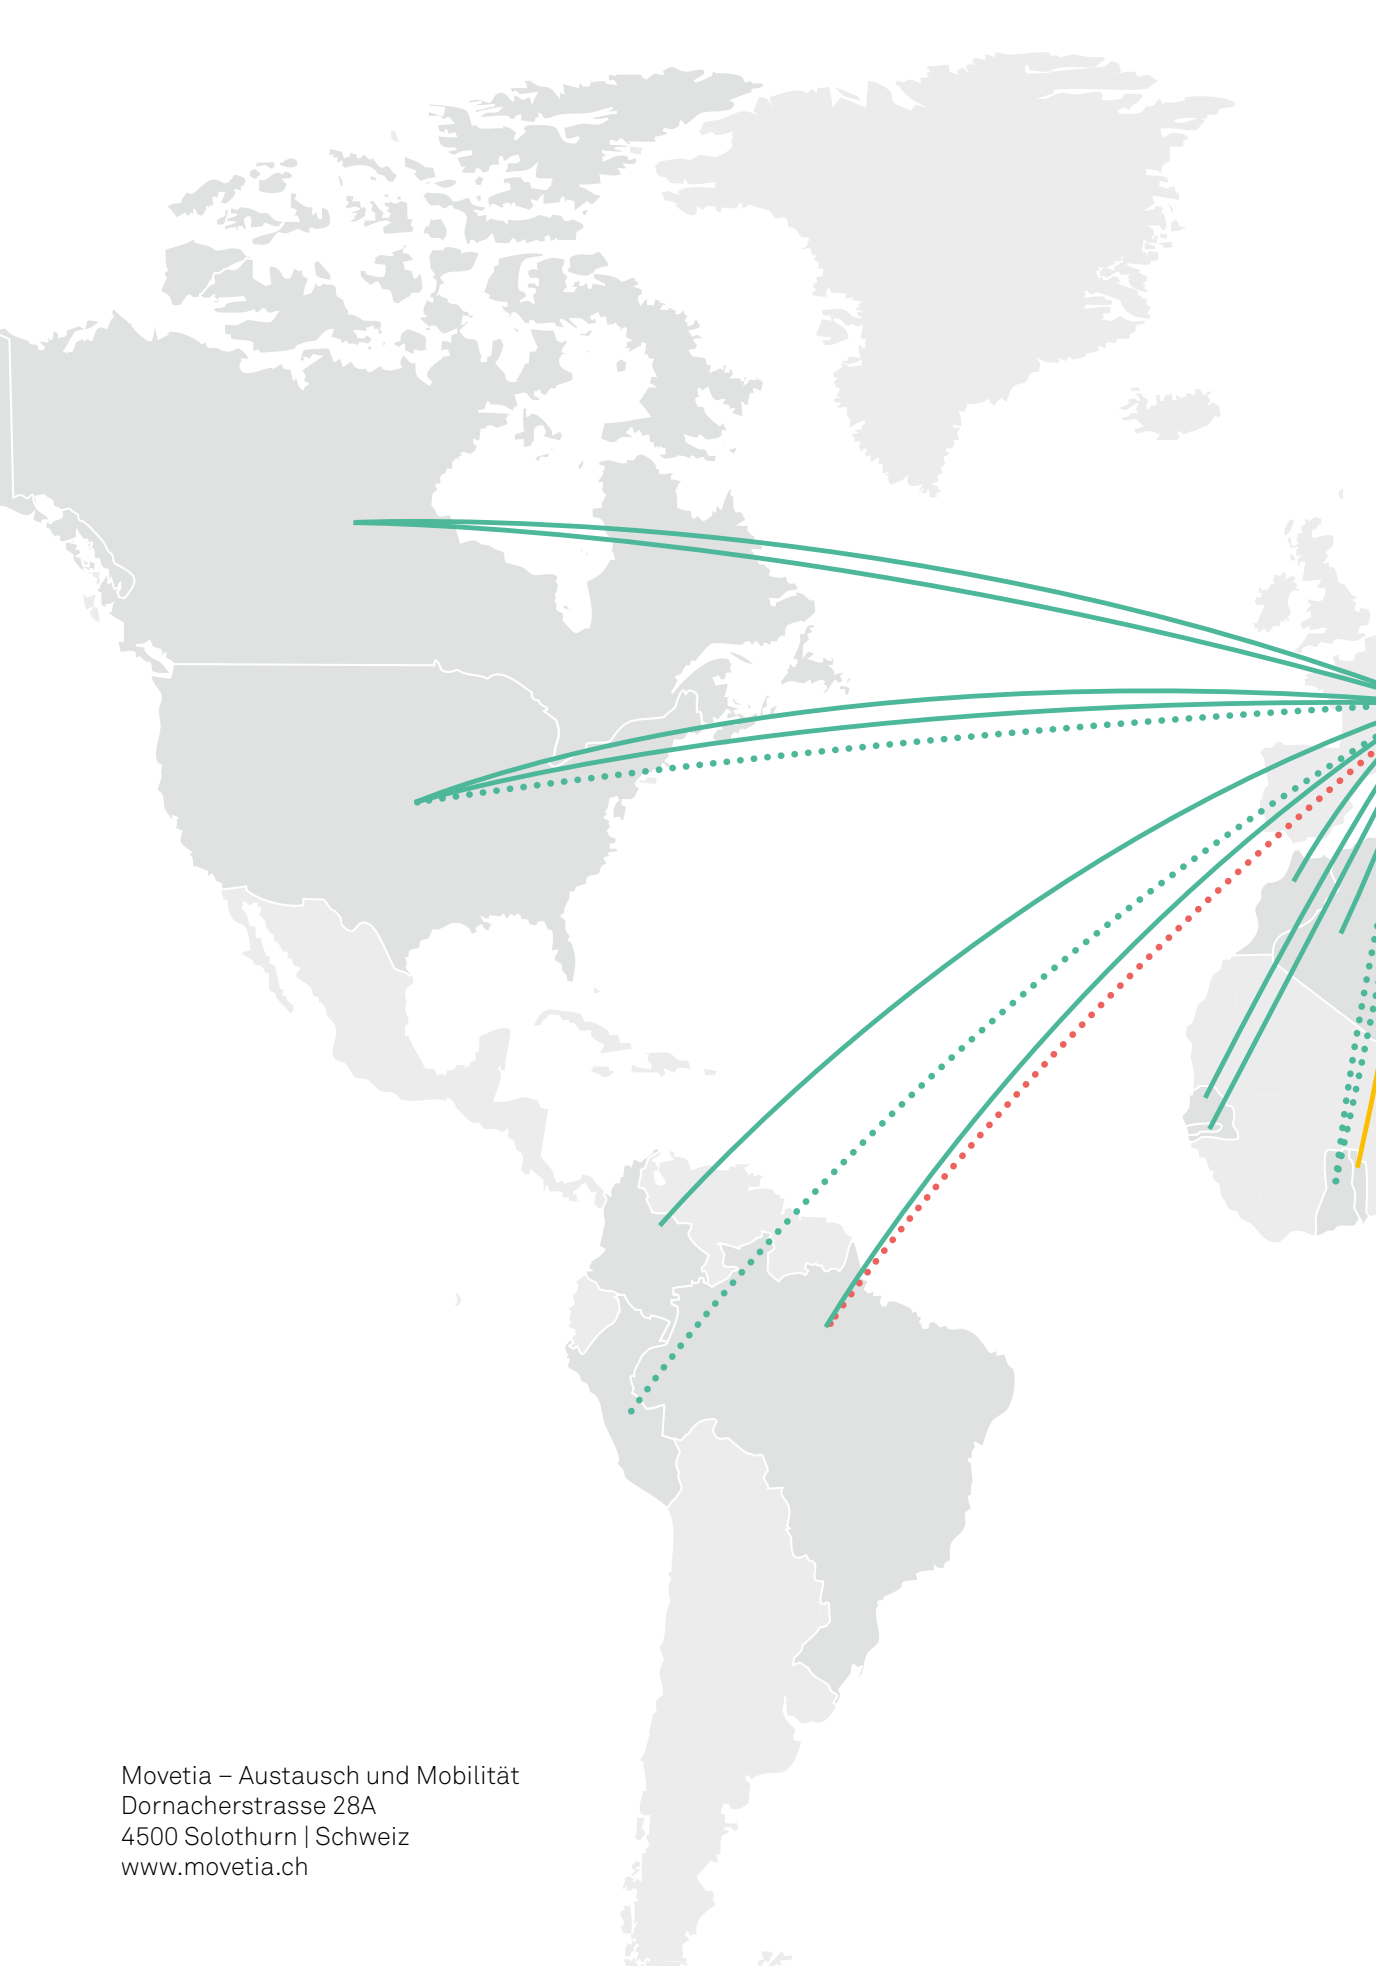 Movetia – Austausch und Mobilität
Dornacherstrasse 28A
4500 Solothurn | Schweiz
www.movetia.ch